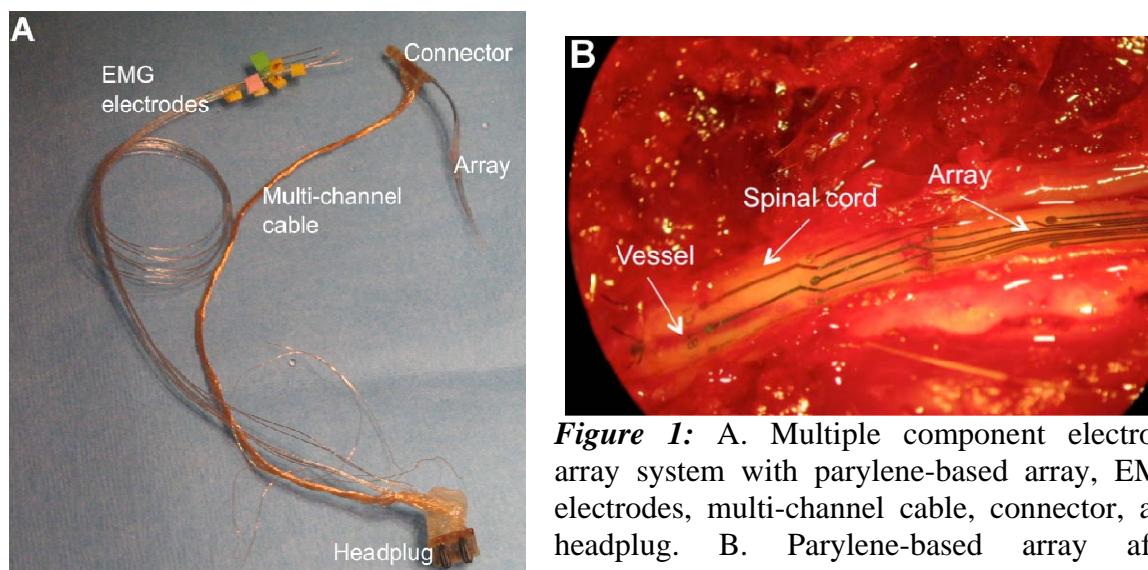 A
EMG
electrodes
Connector
Array
Multi-channel
cable
Headplug
B
Spinal cord
Array
Vessel
Figure 1: A. Multiple component electro
array system with parylene-based array, EM
electrodes, multi-channel cable, connector, a
headplug. B. Parylene-based array af